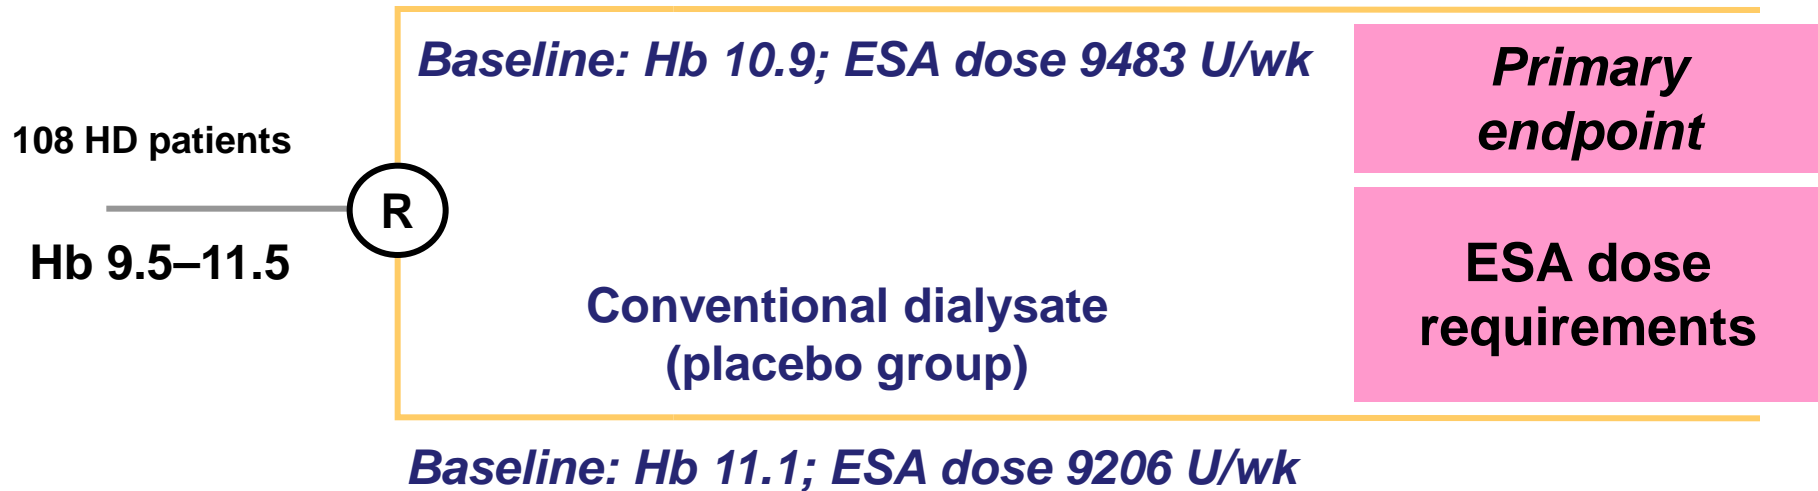 Baseline: Hb 10.9; ESA dose 9483 U/wk
Primary
endpoint
108 HD patients
R
Hb 9.5–11.5
ESA dose
requirements
Conventional dialysate
(placebo group)
Baseline: Hb 11.1; ESA dose 9206 U/wk